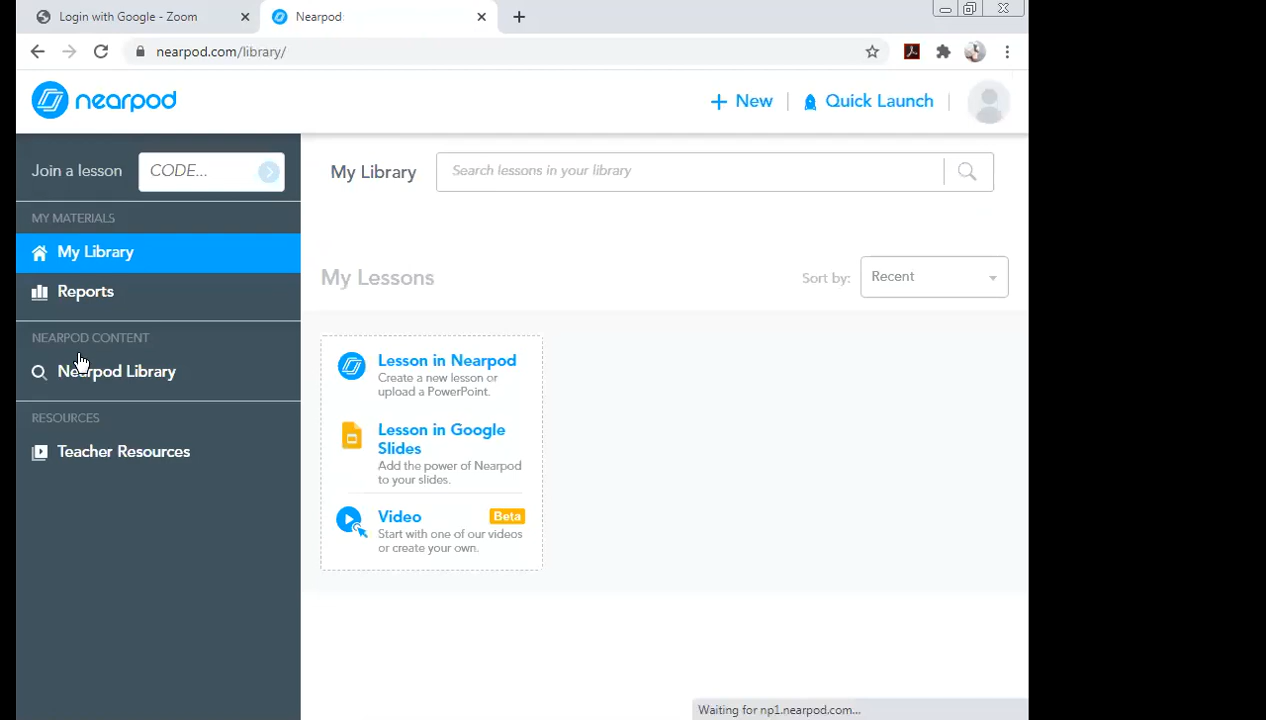 Login with Google - Zoom
Nearpod
nearpod.com/library/
nearpod
New
Quick Launch
Join a lesson
CODE...
My Library
Search lessons in your library
MY MATERIALS
My Library
Reports
My Lessons
Sort by:
Recent
NEARPOD CONTENT
Nearpod Library
RESOURCES
Teacher Resources
Lesson in Nearpod
Create a new lesson or
upload a PowerPoint.
Lesson in Google
Slides
Add the power of Nearpod
to your slides.
Video
Beta
Start with one of our videos
or create your own.
Waiting for np1.nearpod.com...